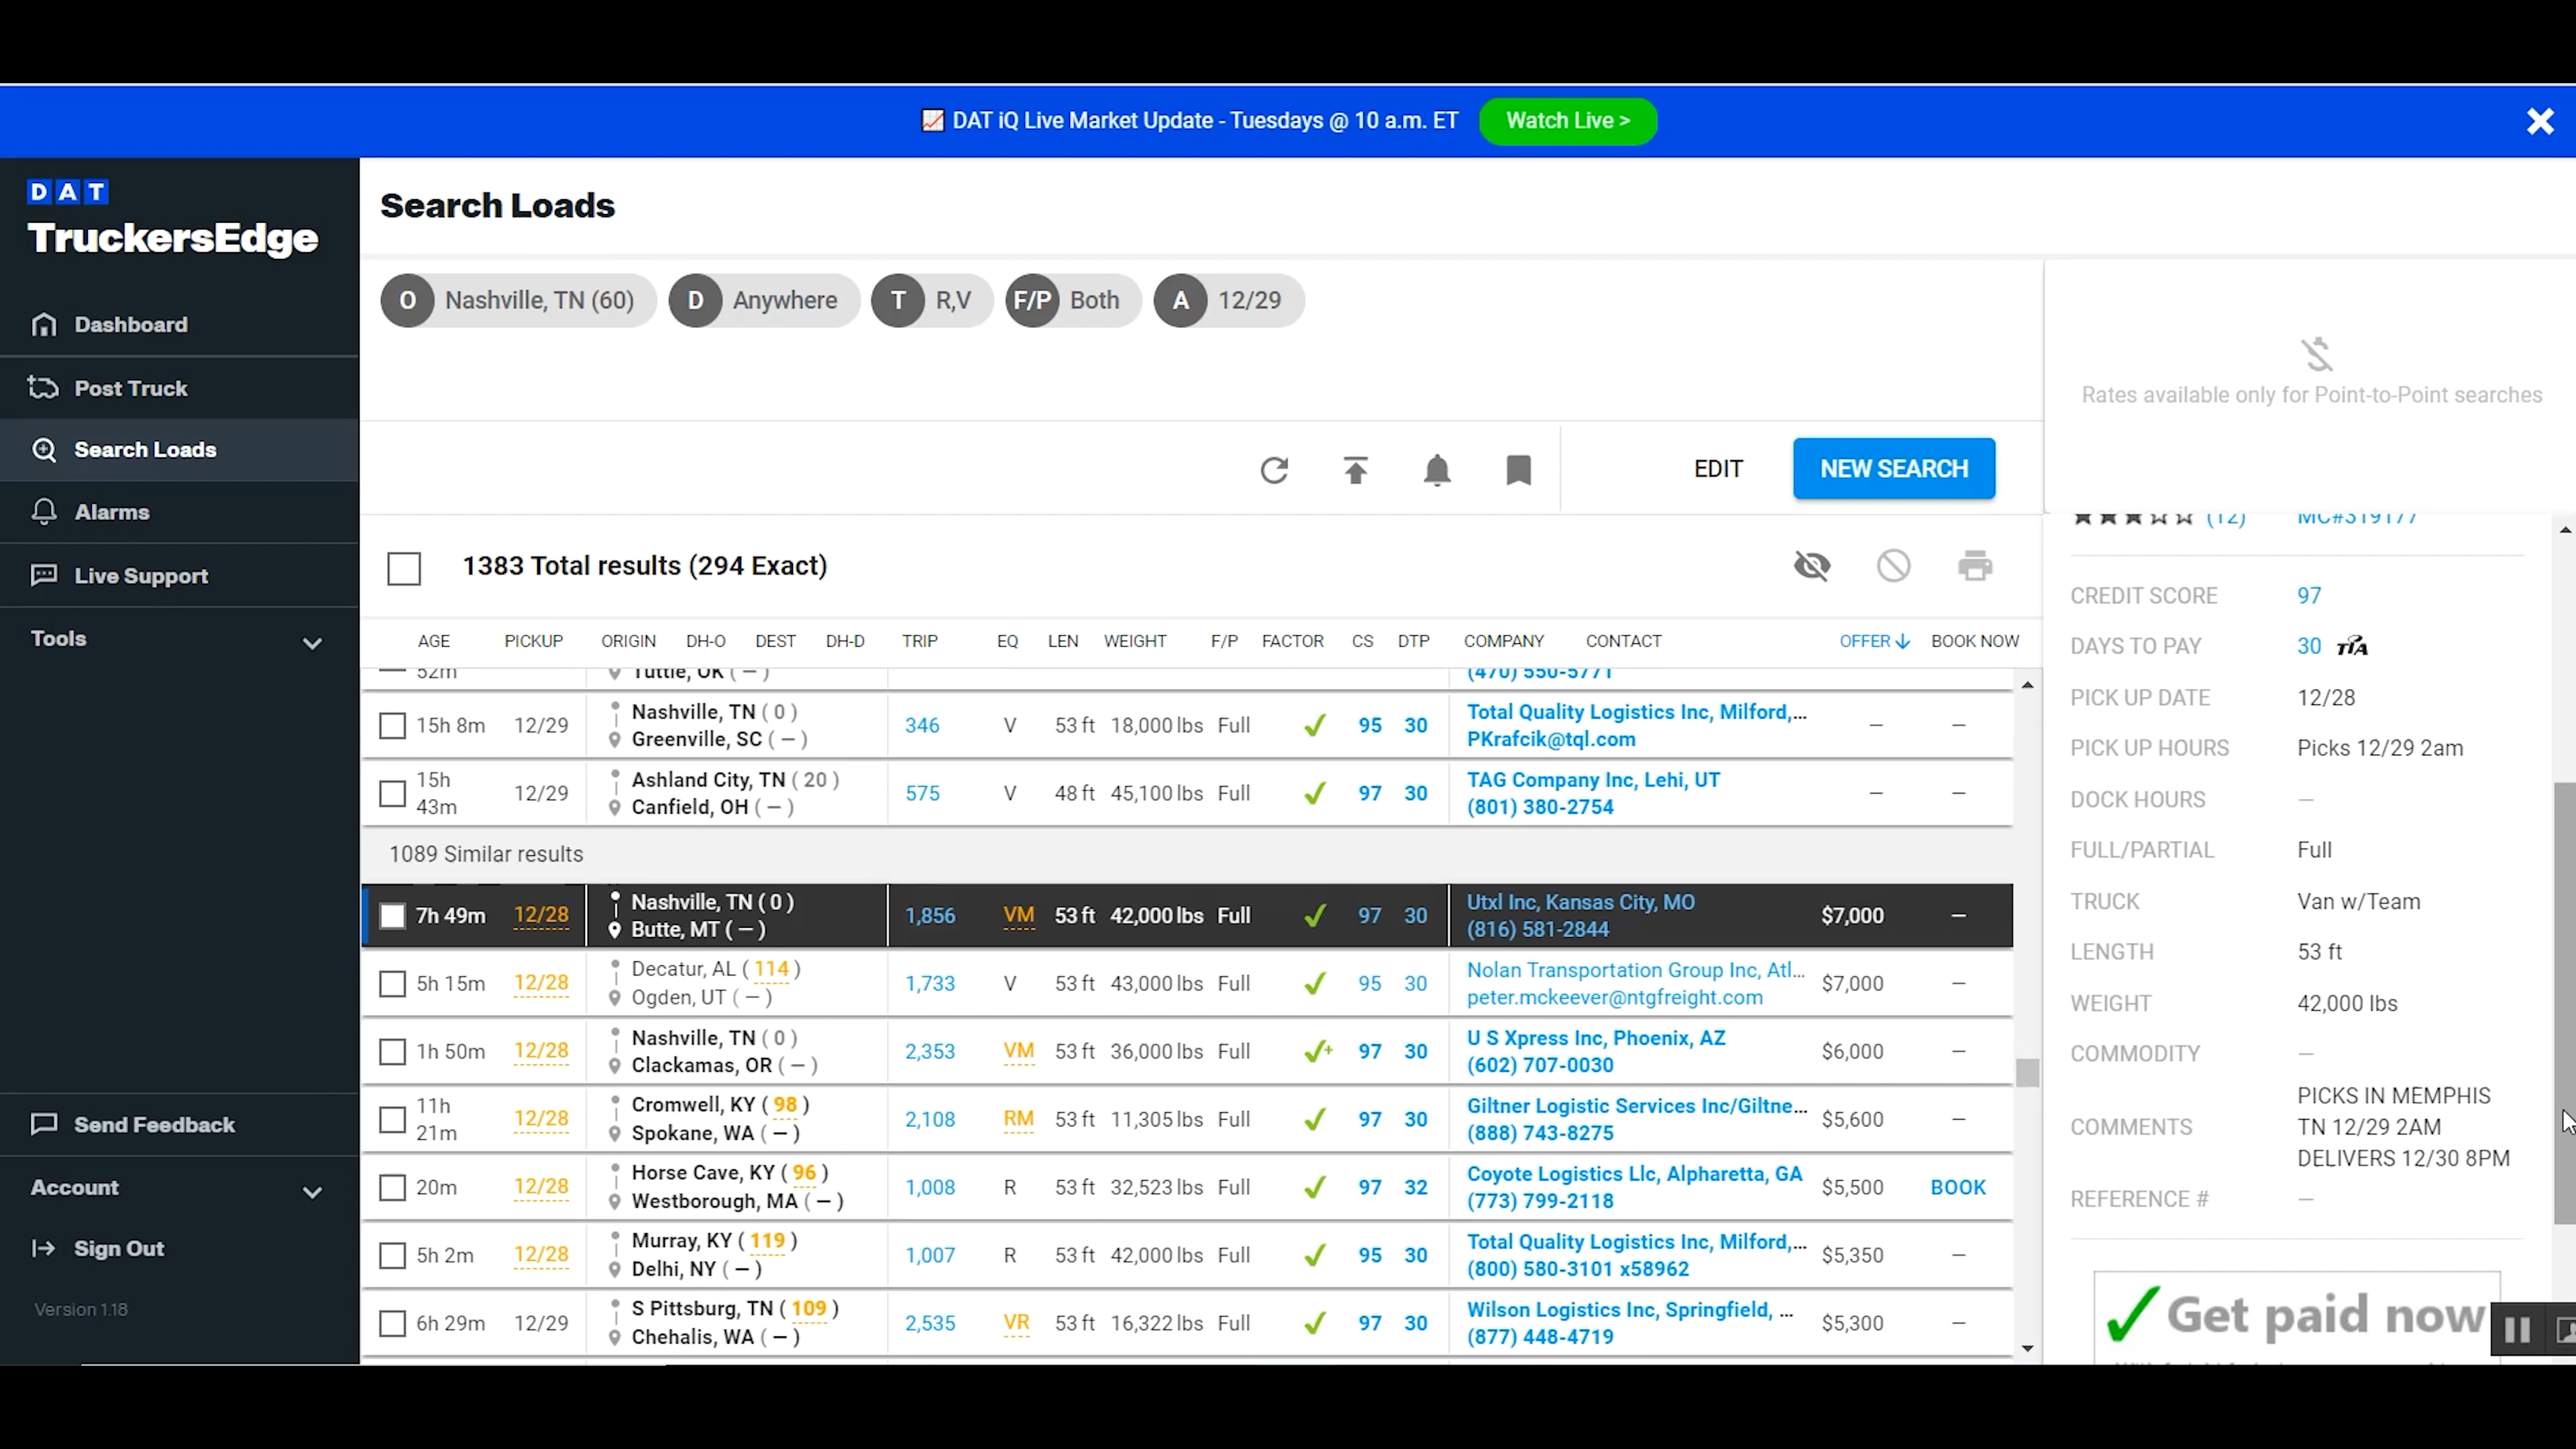 DAT iQ Live Market Update - Tuesdays @ 10 a.m. ET
Watch Live >
DAT
TruckersEdge
Dashboard
Post Truck
Search Loads
Alarms
Live Support
Tools
Send Feedback
Account
Sign Out
Version 1.18
Search Loads
O Nashville, TN (60) D Anywhere T R,V F/P Both A 12/29
EDIT NEW SEARCH
1383 Total results (294 Exact)
AGE PICKUP ORIGIN DH-O DEST DH-D TRIP EQ LEN WEIGHT F/P FACTOR CS DTP COMPANY CONTACT OFFER BOOK NOW
52m Tuttle, OK ( – ) (470) 550-5771
15h 8m 12/29 Nashville, TN ( 0 ) 346 V 53 ft 18,000 lbs Full 95 30 Total Quality Logistics Inc, Milford,... – –
Greenville, SC ( – ) PKrafcik@tql.com
15h Ashland City, TN ( 20 ) TAG Company Inc, Lehi, UT
43m 12/29 Canfield, OH ( – ) 575 V 48 ft 45,100 lbs Full 97 30 (801) 380-2754 – –
1089 Similar results
7h 49m 12/28 Nashville, TN ( 0 ) 1,856 VM 53 ft 42,000 lbs Full 97 30 Utxl Inc, Kansas City, MO $7,000 –
Butte, MT ( – ) (816) 581-2844
5h 15m 12/28 Decatur, AL ( 114 ) 1,733 V 53 ft 43,000 lbs Full 95 30 Nolan Transportation Group Inc, Atl... $7,000 –
Ogden, UT ( – ) peter.mckeever@ntgfreight.com
1h 50m 12/28 Nashville, TN ( 0 ) 2,353 VM 53 ft 36,000 lbs Full 97 30 U S Xpress Inc, Phoenix, AZ $6,000 –
Clackamas, OR ( – ) (602) 707-0030
11h Cromwell, KY ( 98 ) Giltner Logistic Services Inc/Giltne...
21m 12/28 Spokane, WA ( – ) 2,108 RM 53 ft 11,305 lbs Full 97 30 (888) 743-8275 $5,600 –
20m 12/28 Horse Cave, KY ( 96 ) 1,008 R 53 ft 32,523 lbs Full 97 32 Coyote Logistics Llc, Alpharetta, GA $5,500 BOOK
Westborough, MA ( – ) (773) 799-2118
5h 2m 12/28 Murray, KY ( 119 ) 1,007 R 53 ft 42,000 lbs Full 95 30 Total Quality Logistics Inc, Milford,... $5,350 –
Delhi, NY ( – ) (800) 580-3101 x58962
6h 29m 12/29 S Pittsburg, TN ( 109 ) 2,535 VR 53 ft 16,322 lbs Full 97 30 Wilson Logistics Inc, Springfield, ... $5,300 –
Chehalis, WA ( – ) (877) 448-4719
Rates available only for Point-to-Point searches
(12) MC#319177
CREDIT SCORE 97
DAYS TO PAY 30 TIA
PICK UP DATE 12/28
PICK UP HOURS Picks 12/29 2am
DOCK HOURS –
FULL/PARTIAL Full
TRUCK Van w/Team
LENGTH 53 ft
WEIGHT 42,000 lbs
COMMODITY –
COMMENTS PICKS IN MEMPHIS
TN 12/29 2AM
DELIVERS 12/30 8PM
REFERENCE # –
Get paid now